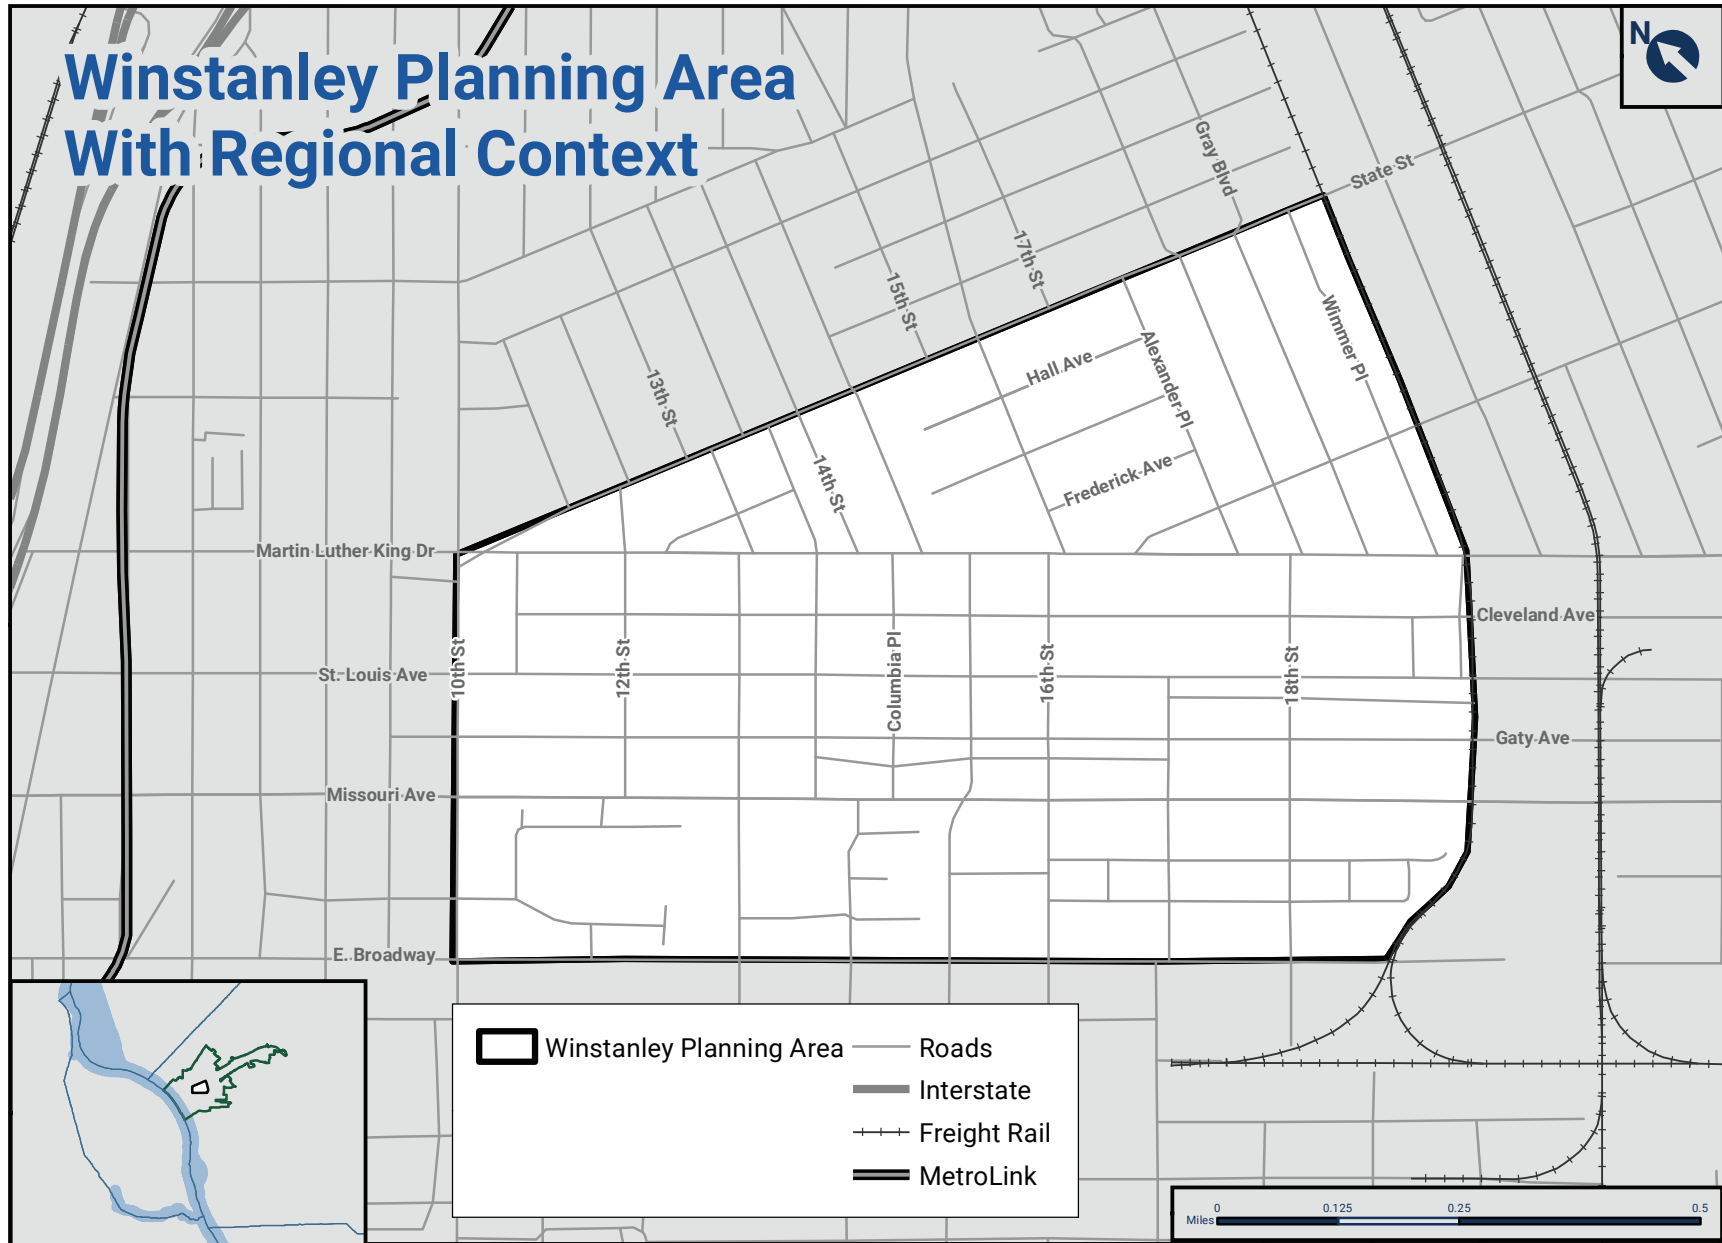 Winstanley Planning Area
With Regional Context
N
Gray Blvd
State St
17th St
15th St
Wimmer Pl
Hall Ave
Alexander Pl
13th St
14th St
Frederick Ave
Martin Luther King Dr
Cleveland Ave
10th St
12th St
Columbia Pl
16th St
18th St
St. Louis Ave
Gaty Ave
Missouri Ave
E. Broadway
Winstanley Planning Area
Roads
Interstate
Freight Rail
MetroLink
0 0.125 0.25 0.5
Miles